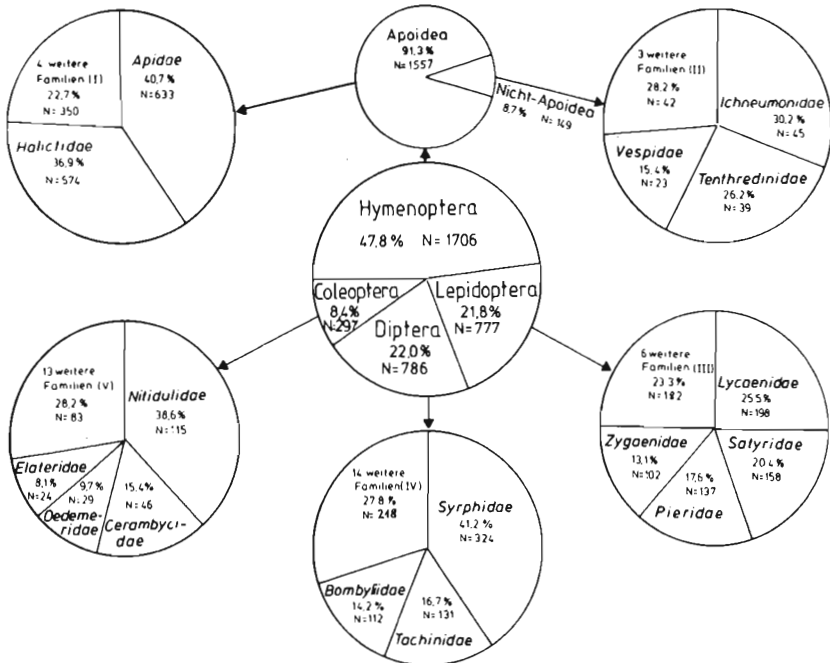 4 weitere
Familien (I)
22,7%
N= 350
Apidae
40,7%
N=633
Halictidae
36,9%
N=574
Apoidea
91,3%
N=1557
Nicht-Apoidea
8,7% N=149
3 weitere
Familien (II)
28,2%
N= 42
Ichneumonidae
30,2%
N= 45
Vespidae
15,4%
N= 23
Tenthredinidae
26,2%
N= 39
Hymenoptera
47,8% N= 1706
Coleoptera
8,4%
N=297
Diptera
22,0%
N= 786
Lepidoptera
21,8%
N=777
13 weitere
Familien (V)
28,2%
N= 83
Nitidulidae
38,6%
N=115
Elateridae
8,1%
N=24
9,7%
N=29
Oedeme-
ridae
15,4%
N= 46
Cerambyci-
dae
14 weitere
Familien(IV)
27,8%
N= 218
Syrphidae
41,2%
N= 324
Bombyliidae
14,2%
N= 112
16,7%
N= 131
Tachinidae
6 weitere
Familien (III)
23,3%
N= 182
Lycaenidae
25,5%
N= 198
Zygaenidae
13,1%
N=102
17,6%
N= 137
Pieridae
Satyridae
20,4%
N= 158